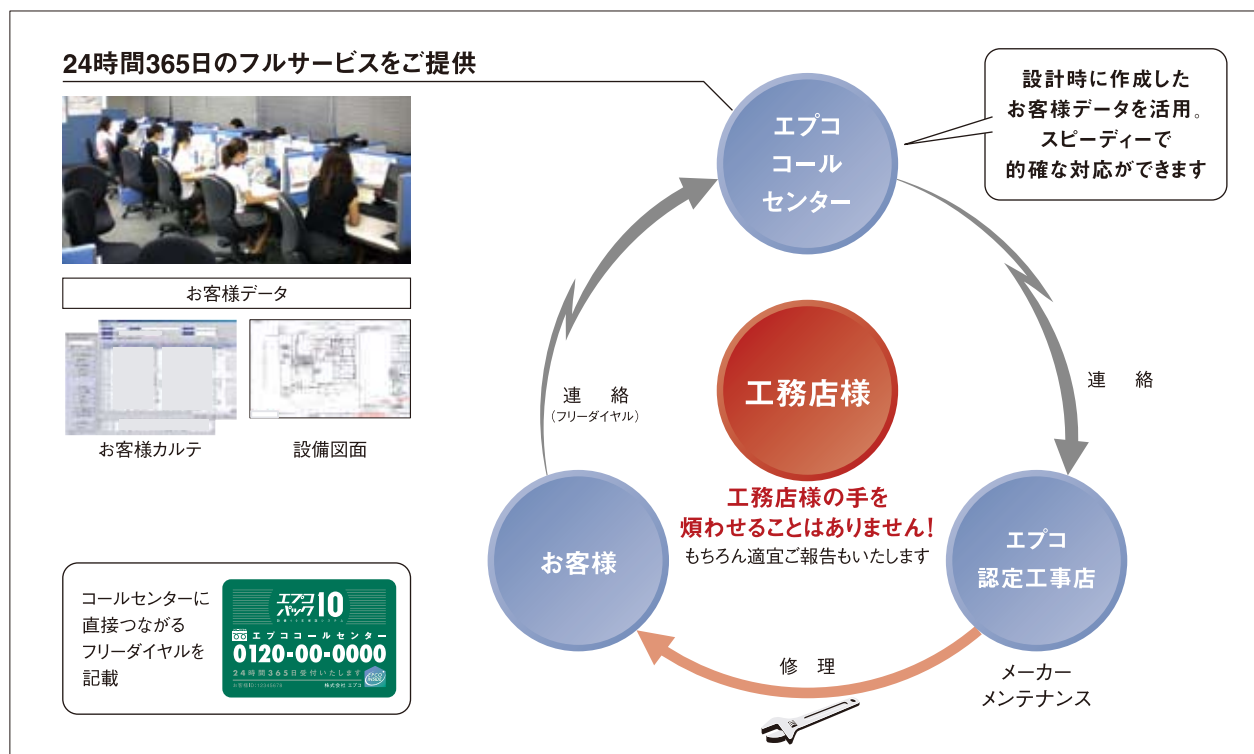 24時間365日のフルサービスをご提供
設計時に作成した
お客様データを活用。
スピーディーで
的確な対応ができます
エプコ
コール
センター
お客様データ
お客様カルテ
設備図面
連絡
(フリーダイヤル)
連絡
工務店様
工務店様の手を
煩わせることはありません!
もちろん適宜ご報告もいたします
お客様
エプコ
認定工事店
修理
メーカー
メンテナンス
コールセンターに
直接つながる
フリーダイヤルを
記載
エプコ
パック10
エプココールセンター
0120-00-0000
24時間365日受付いたします
お客様ID:12345678
株式会社 エプコ